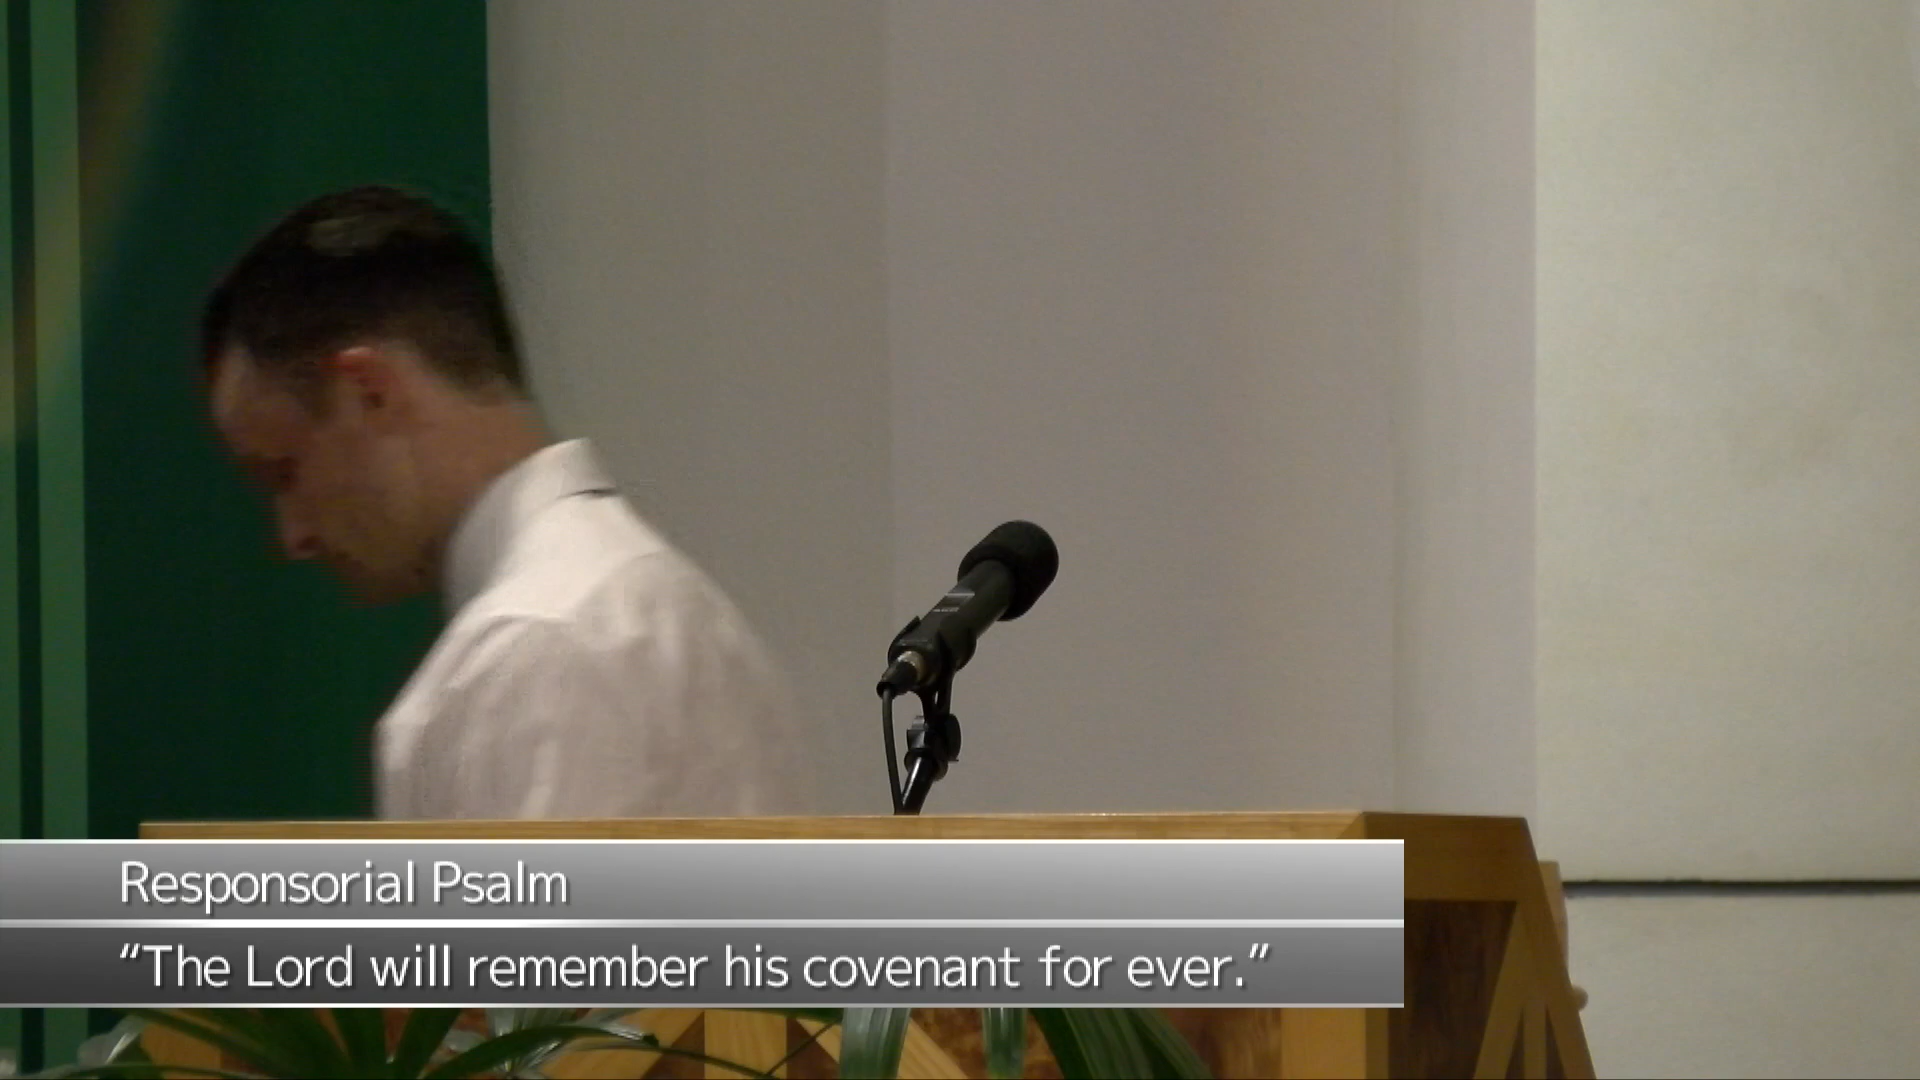 Responsorial Psalm
“The Lord will remember his covenant for ever.”